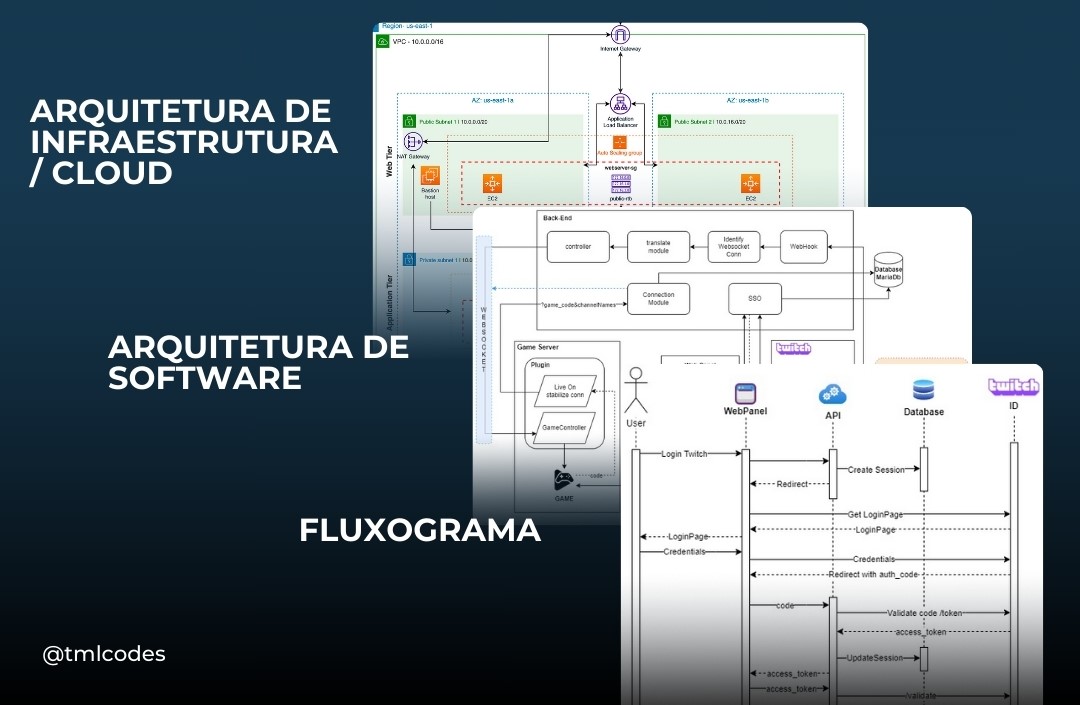 ARQUITETURA DE
INFRAESTRUTURA
/ CLOUD
ARQUITETURA DE
SOFTWARE
FLUXOGRAMA
@tmlcodes
Region: us-east-1
VPC - 10.0.0.0/16
Internet Gateway
AZ: us-east-1a
AZ: us-east-1b
Application
Load Balancer
Public Subnet 1 I 10.0.0.0/20
Public Subnet 2 I 10.0.16.0/20
Web Tier
NAT Gateway
Auto Scaling group
Bastion
host
webserver-sg
EC2
public-rtb
EC2
Private subnet 1 I 10.0
Application Tier
Back-End
controller
translate
module
Identify
Websocket
Conn
WebHook
Database
MariaDb
?game_code&channelNames
Connection
Module
SSO
WEBSOCKET
Game Server
Plugin
Live On
stabilize conn
GameController
code
GAME
twitch
User
WebPanel
API
Database
twitch
ID
Login Twitch
Create Session
Redirect
Get LoginPage
LoginPage
LoginPage
Credentials
Credentials
Redirect with auth_code
code
Validate code /token
access_token
UpdateSession
access_token
access_token
/validate